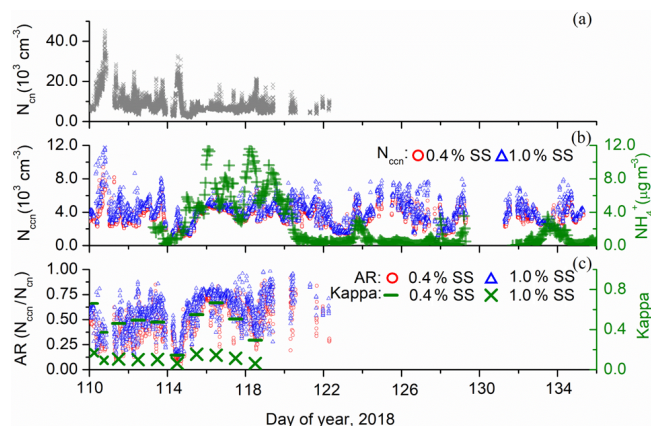 (a)
N_cn(10³ cm⁻³)
40.0
20.0
0.0
(b)
N_ccn: 0.4% SS 1.0% SS
N_ccn(10³ cm⁻³)
12.0
8.0
4.0
0.0
12.0
8.0
4.0
0.0
NH₄⁺(μg m⁻³)
(c)
AR: 0.4% SS 1.0% SS
Kappa: 0.4% SS 1.0% SS
AR (N_ccn/N_cn)
1.00
0.75
0.50
0.25
0.00
0.8
0.4
0.0
Kappa
110 114 118 122 126 130 134
Day of year, 2018